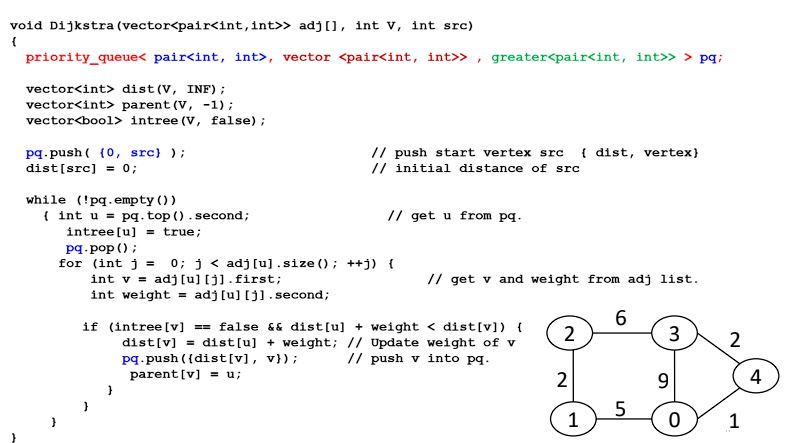 void Dijkstra(vector<pair<int,int>> adj[], int V, int src)
{
priority_queue< pair<int, int>, vector <pair<int, int>> , greater<pair<int, int>> > pq;
vector<int> dist(V, INF);
vector<int> parent(V, -1);
vector<bool> intree(V, false);
pq.push( {0, src} ); // push start vertex src { dist, vertex}
dist[src] = 0; // initial distance of src
while (!pq.empty())
{ int u = pq.top().second; // get u from pq.
intree[u] = true;
pq.pop();
for (int j = 0; j < adj[u].size(); ++j) {
int v = adj[u][j].first; // get v and weight from adj list.
int weight = adj[u][j].second;
if (intree[v] == false && dist[u] + weight < dist[v]) {
dist[v] = dist[u] + weight; // Update weight of v
pq.push({dist[v], v}); // push v into pq.
parent[v] = u;
}
}
}
}
6
2 3
2
2 9 4
5 1
1 0